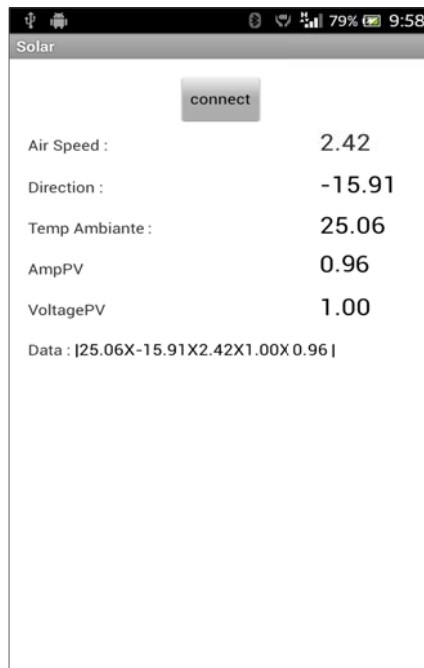 79% 9:58
Solar
connect
Air Speed : 2.42
Direction : -15.91
Temp Ambiante : 25.06
AmpPV 0.96
VoltagePV 1.00
Data : |25.06X-15.91X2.42X1.00X0.96 |